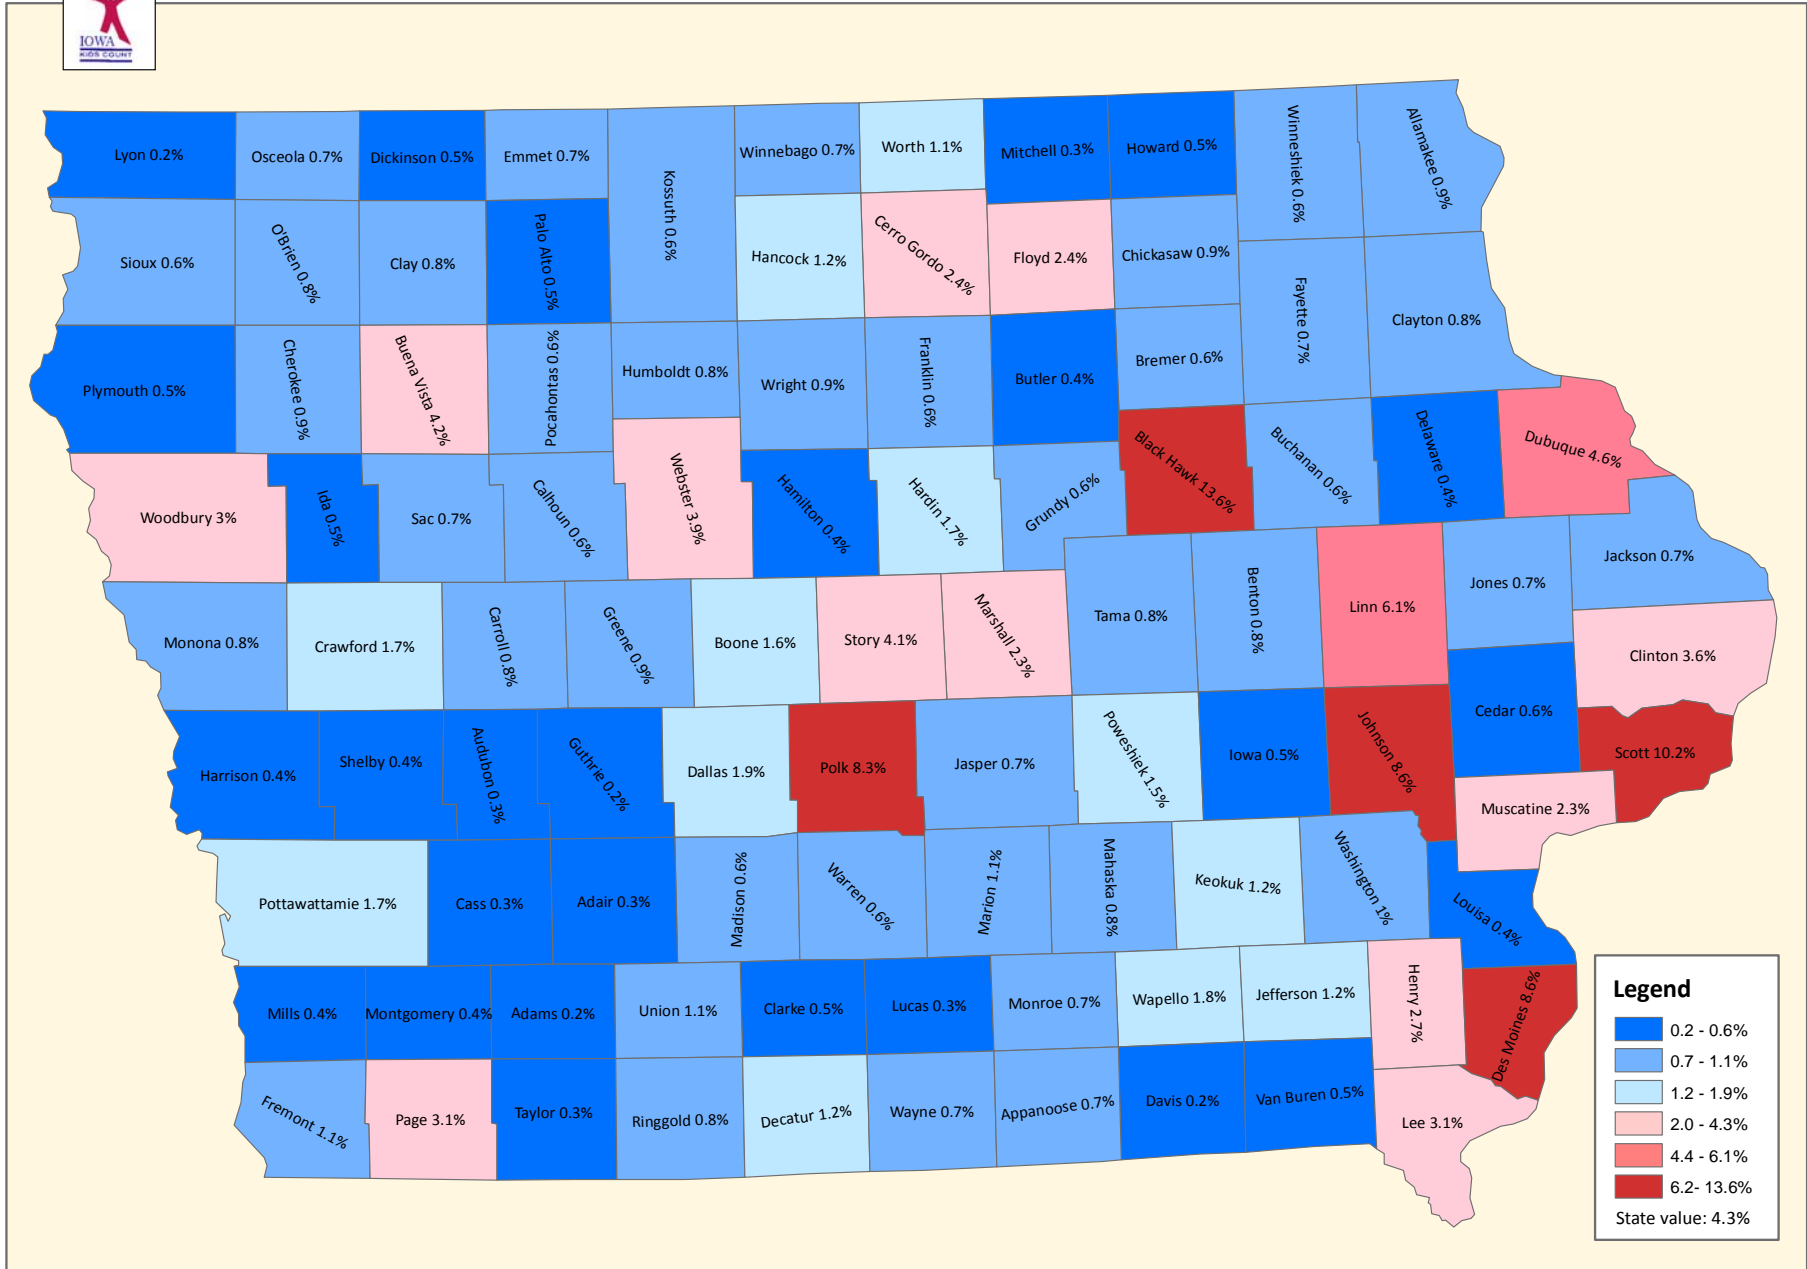 IOWA
KIDS COUNT
Lyon 0.2%
Osceola 0.7%
Dickinson 0.5%
Emmet 0.7%
Kossuth 0.6%
Winnebago 0.7%
Worth 1.1%
Mitchell 0.3%
Howard 0.5%
Winneshiek 0.6%
Allamakee 0.9%
Sioux 0.6%
O'Brien 0.8%
Clay 0.8%
Palo Alto 0.5%
Hancock 1.2%
Cerro Gordo 2.4%
Floyd 2.4%
Chickasaw 0.9%
Fayette 0.7%
Clayton 0.8%
Plymouth 0.5%
Cherokee 0.9%
Buena Vista 4.2%
Pocahontas 0.6%
Humboldt 0.8%
Wright 0.9%
Franklin 0.6%
Butler 0.4%
Bremer 0.6%
Woodbury 3%
Ida 0.5%
Sac 0.7%
Calhoun 0.6%
Webster 3.9%
Hamilton 0.4%
Hardin 1.7%
Grundy 0.6%
Black Hawk 13.6%
Buchanan 0.6%
Delaware 0.4%
Dubuque 4.6%
Monona 0.8%
Crawford 1.7%
Carroll 0.8%
Greene 0.9%
Boone 1.6%
Story 4.1%
Marshall 2.3%
Tama 0.8%
Benton 0.8%
Linn 6.1%
Jones 0.7%
Jackson 0.7%
Clinton 3.6%
Harrison 0.4%
Shelby 0.4%
Audubon 0.3%
Guthrie 0.2%
Dallas 1.9%
Polk 8.3%
Jasper 0.7%
Poweshiek 1.5%
Iowa 0.5%
Johnson 8.6%
Cedar 0.6%
Scott 10.2%
Muscatine 2.3%
Pottawattamie 1.7%
Cass 0.3%
Adair 0.3%
Madison 0.6%
Warren 0.6%
Marion 1.1%
Mahaska 0.8%
Keokuk 1.2%
Washington 1%
Louisa 0.4%
Mills 0.4%
Montgomery 0.4%
Adams 0.2%
Union 1.1%
Clarke 0.5%
Lucas 0.3%
Monroe 0.7%
Wapello 1.8%
Jefferson 1.2%
Henry 2.7%
Des Moines 8.6%
Fremont 1.1%
Page 3.1%
Taylor 0.3%
Ringgold 0.8%
Decatur 1.2%
Wayne 0.7%
Appanoose 0.7%
Davis 0.2%
Van Buren 0.5%
Lee 3.1%
Legend
0.2 - 0.6%
0.7 - 1.1%
1.2 - 1.9%
2.0 - 4.3%
4.4 - 6.1%
6.2- 13.6%
State value: 4.3%